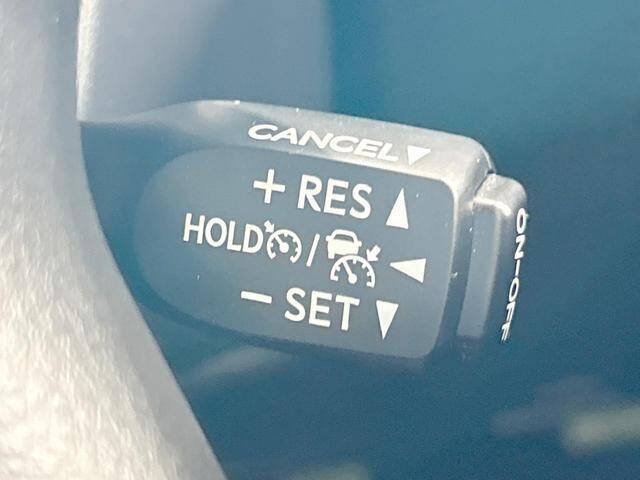 CANCEL▼
+ RES ▲
HOLD / ◀
− SET ▼
ON-OFF